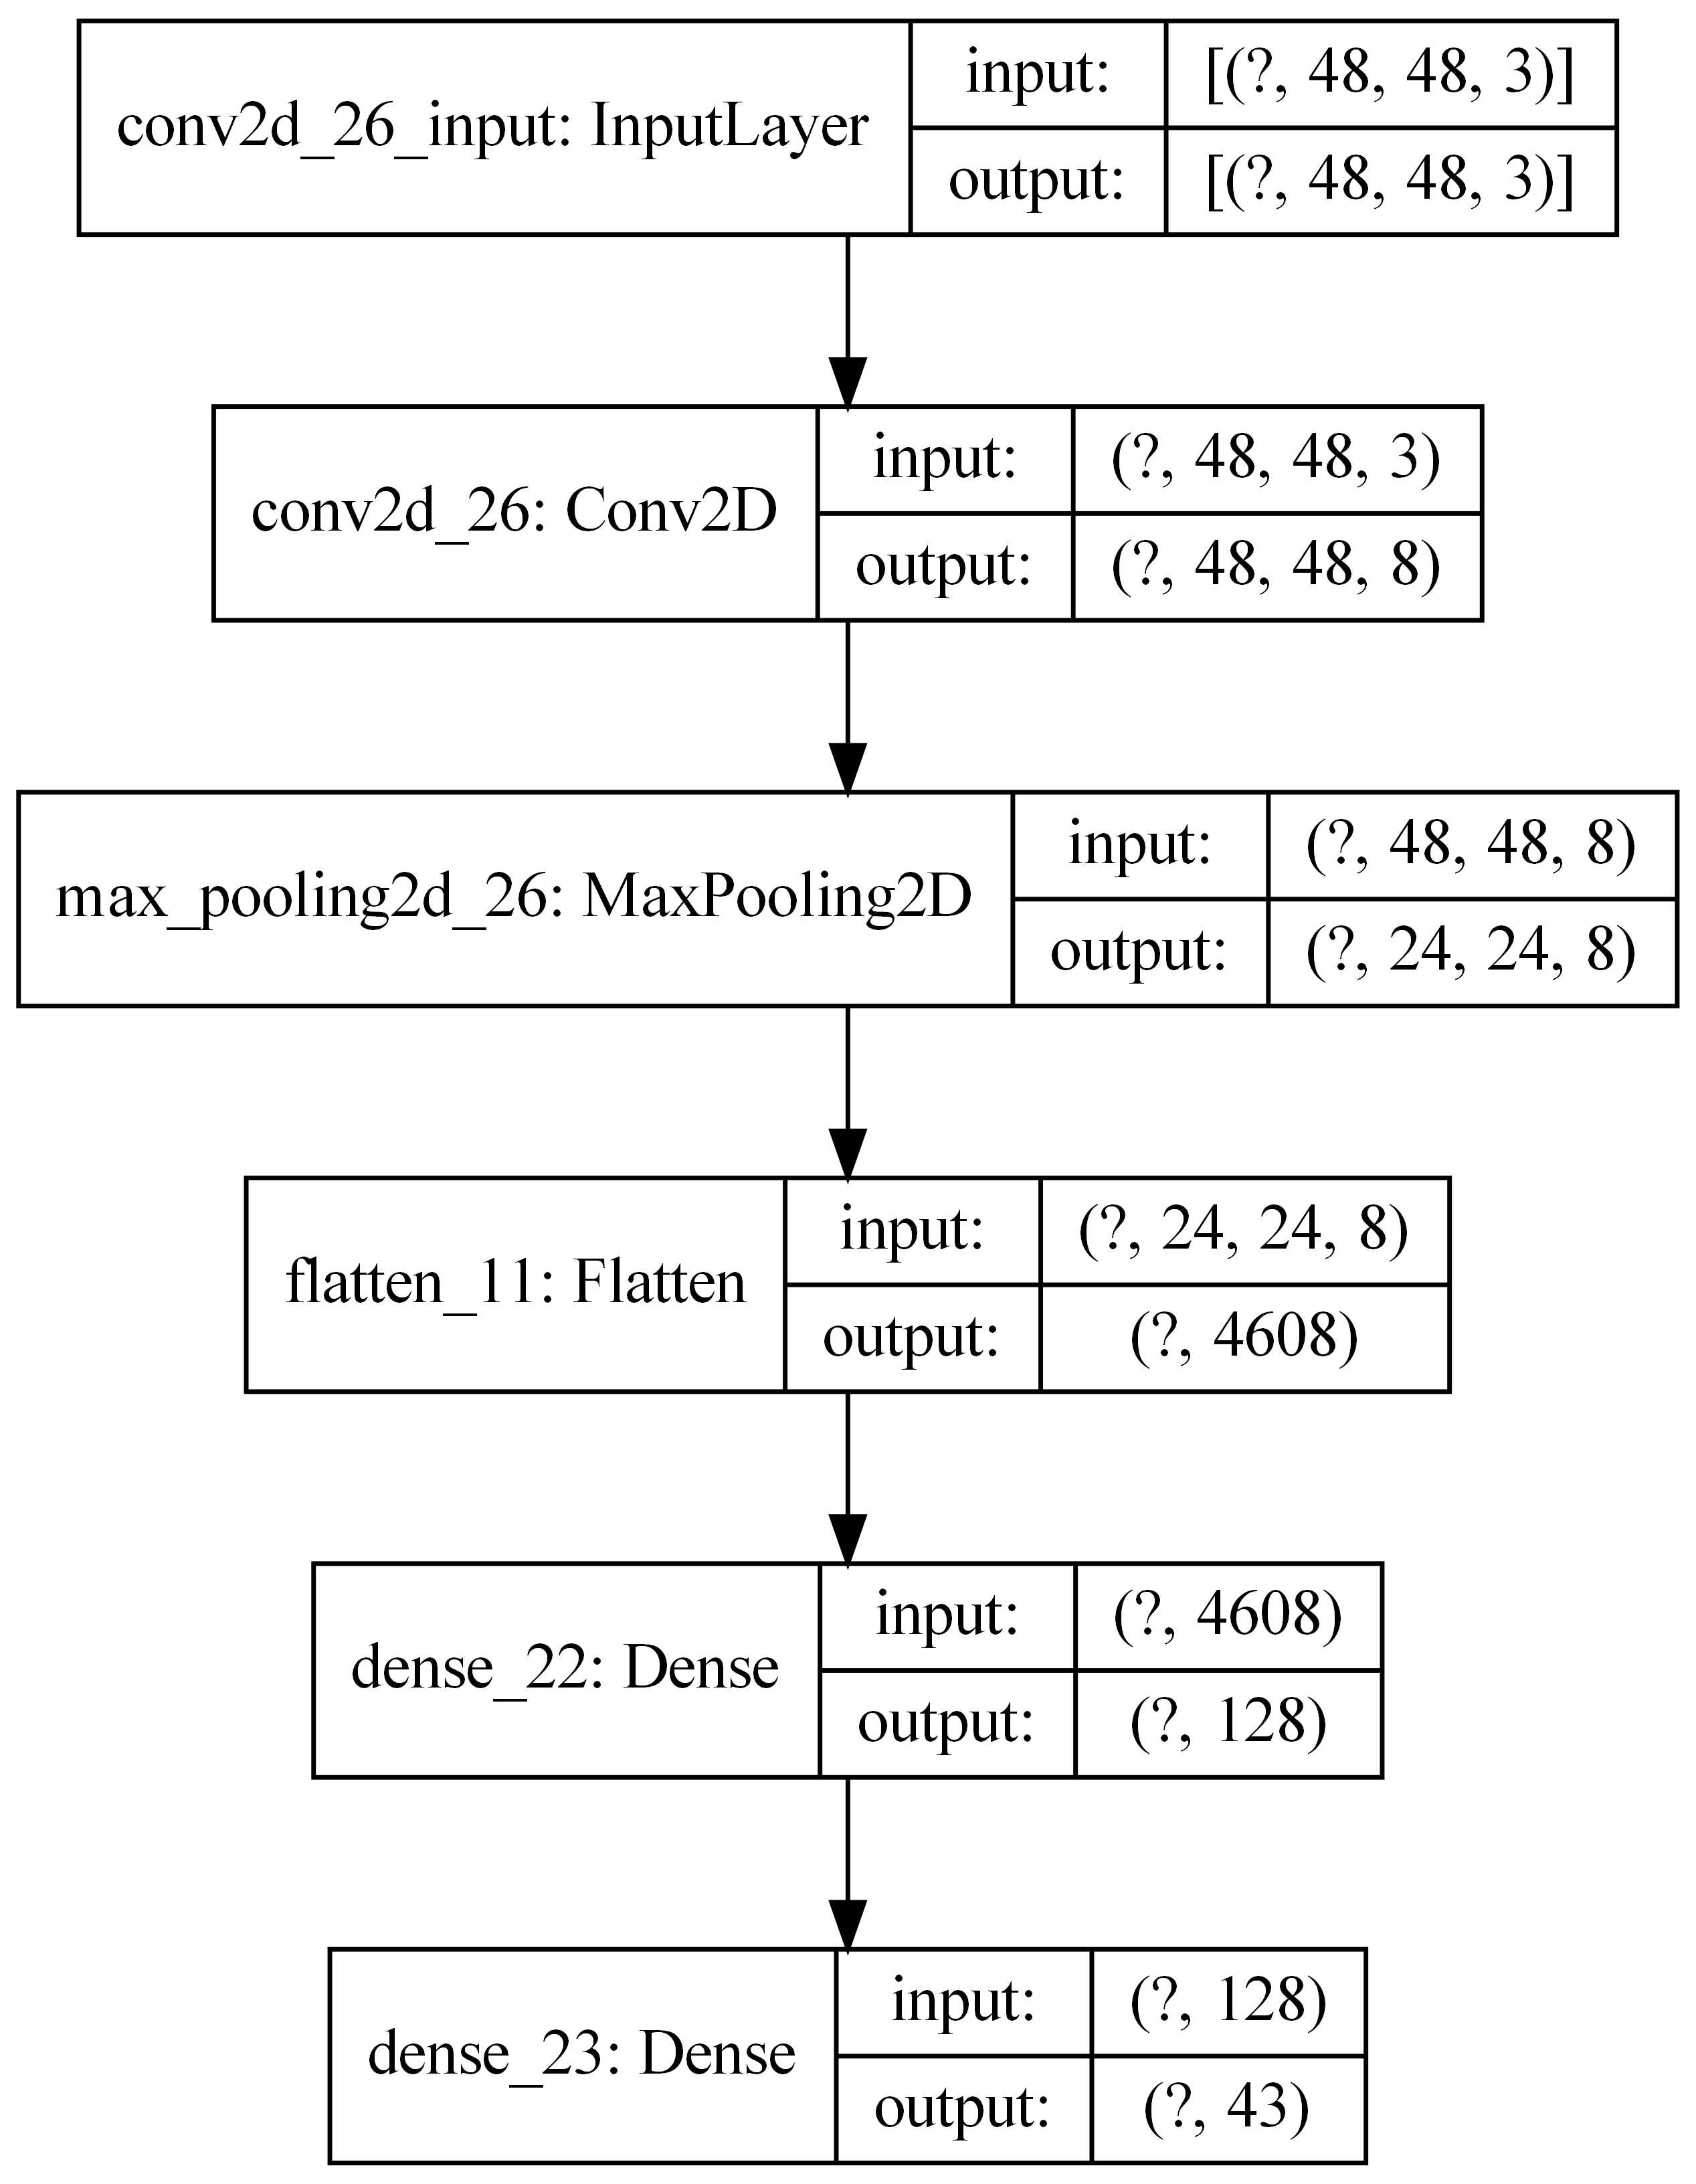 conv2d_26_input: InputLayer
input:
[(?, 48, 48, 3)]
output:
[(?, 48, 48, 3)]
conv2d_26: Conv2D
input:
(?, 48, 48, 3)
output:
(?, 48, 48, 8)
max_pooling2d_26: MaxPooling2D
input:
(?, 48, 48, 8)
output:
(?, 24, 24, 8)
flatten_11: Flatten
input:
(?, 24, 24, 8)
output:
(?, 4608)
dense_22: Dense
input:
(?, 4608)
output:
(?, 128)
dense_23: Dense
input:
(?, 128)
output:
(?, 43)